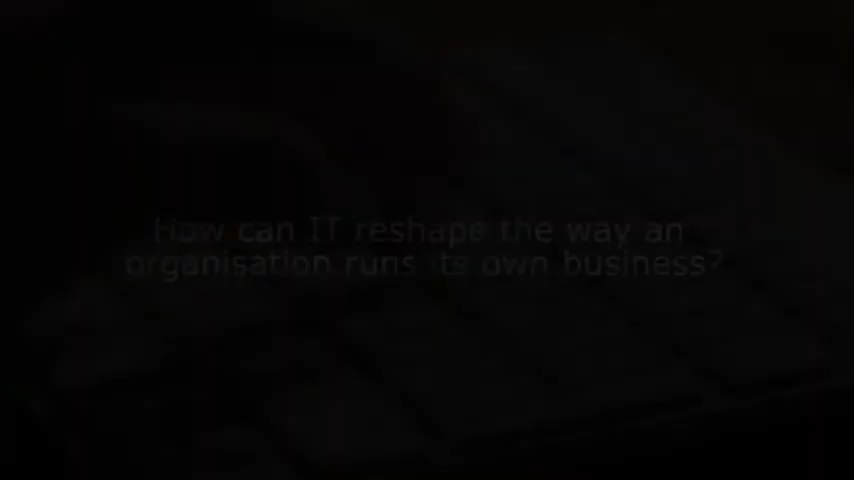 How can IT reshape the way an
organisation runs its own business?